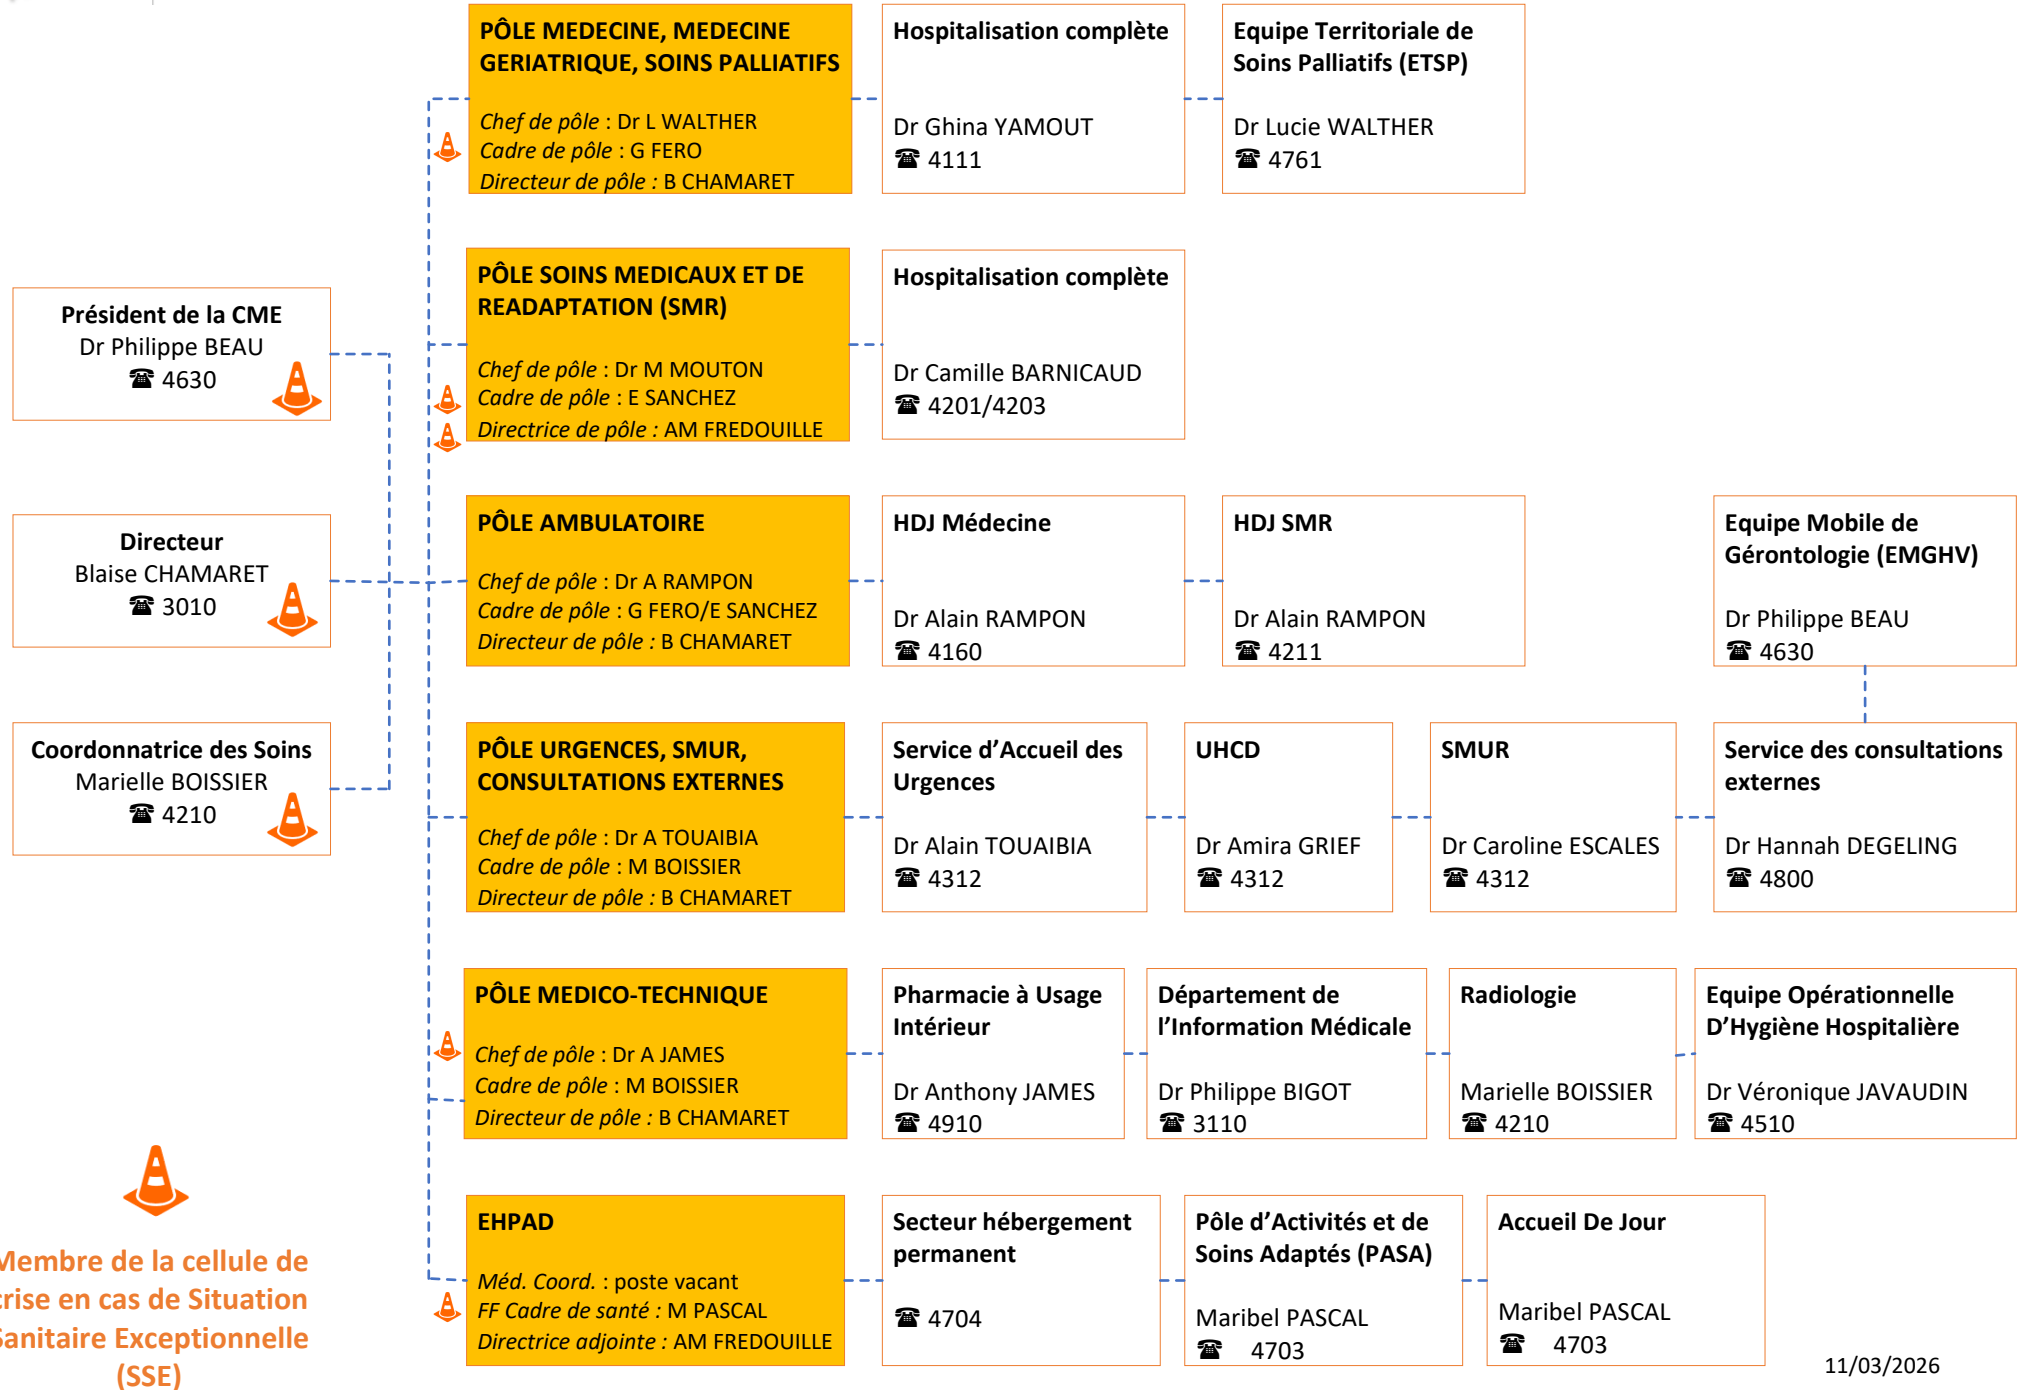 PÔLE MEDECINE, MEDECINE
GERIATRIQUE, SOINS PALLIATIFS
Chef de pôle : Dr L WALTHER
Cadre de pôle : G FERO
Directeur de pôle : B CHAMARET
Hospitalisation complète
Dr Ghina YAMOUT
☎ 4111
Equipe Territoriale de
Soins Palliatifs (ETSP)
Dr Lucie WALTHER
☎ 4761
PÔLE SOINS MEDICAUX ET DE
READAPTATION (SMR)
Chef de pôle : Dr M MOUTON
Cadre de pôle : E SANCHEZ
Directrice de pôle : AM FREDOUILLE
Hospitalisation complète
Dr Camille BARNICAUD
☎ 4201/4203
Président de la CME
Dr Philippe BEAU
☎ 4630
Directeur
Blaise CHAMARET
☎ 3010
Coordonnatrice des Soins
Marielle BOISSIER
☎ 4210
PÔLE AMBULATOIRE
Chef de pôle : Dr A RAMPON
Cadre de pôle : G FERO/E SANCHEZ
Directeur de pôle : B CHAMARET
HDJ Médecine
Dr Alain RAMPON
☎ 4160
HDJ SMR
Dr Alain RAMPON
☎ 4211
Equipe Mobile de
Gérontologie (EMGHV)
Dr Philippe BEAU
☎ 4630
PÔLE URGENCES, SMUR,
CONSULTATIONS EXTERNES
Chef de pôle : Dr A TOUAIBIA
Cadre de pôle : M BOISSIER
Directeur de pôle : B CHAMARET
Service d’Accueil des
Urgences
Dr Alain TOUAIBIA
☎ 4312
UHCD
Dr Amira GRIEF
☎ 4312
SMUR
Dr Caroline ESCALES
☎ 4312
Service des consultations
externes
Dr Hannah DEGELING
☎ 4800
PÔLE MEDICO-TECHNIQUE
Chef de pôle : Dr A JAMES
Cadre de pôle : M BOISSIER
Directeur de pôle : B CHAMARET
Pharmacie à Usage
Intérieur
Dr Anthony JAMES
☎ 4910
Département de
l’Information Médicale
Dr Philippe BIGOT
☎ 3110
Radiologie
Marielle BOISSIER
☎ 4210
Equipe Opérationnelle
D’Hygiène Hospitalière
Dr Véronique JAVAUDIN
☎ 4510
EHPAD
Méd. Coord. : poste vacant
FF Cadre de santé : M PASCAL
Directrice adjointe : AM FREDOUILLE
Secteur hébergement
permanent
☎ 4704
Pôle d’Activités et de
Soins Adaptés (PASA)
Maribel PASCAL
☎ 4703
Accueil De Jour
Maribel PASCAL
☎ 4703
Membre de la cellule de
crise en cas de Situation
Sanitaire Exceptionnelle
(SSE)
11/03/2026